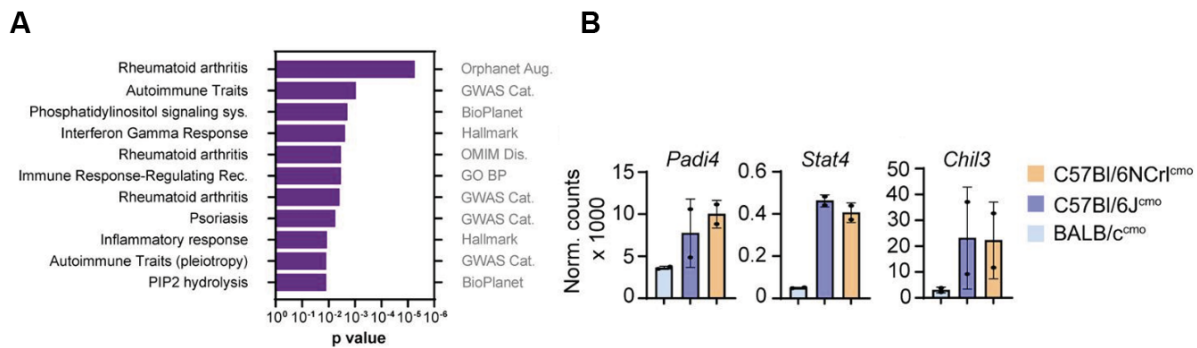 A
Rheumatoid arthritis Orphanet Aug.
Autoimmune Traits GWAS Cat.
Phosphatidylinositol signaling sys. BioPlanet
Interferon Gamma Response Hallmark
Rheumatoid arthritis OMIM Dis.
Immune Response-Regulating Rec. GO BP
Rheumatoid arthritis GWAS Cat.
Psoriasis GWAS Cat.
Inflammatory response Hallmark
Autoimmune Traits (pleiotropy) GWAS Cat.
PIP2 hydrolysis BioPlanet
10⁰ 10⁻¹ 10⁻² 10⁻³ 10⁻⁴ 10⁻⁵ 10⁻⁶
p value
B
Norm. counts
x 1000
Padi4
15
10
5
0
Stat4
0.6
0.4
0.2
0
Chil3
50
40
30
20
10
0
C57Bl/6NCrlᶜᵐᵒ
C57Bl/6Jᶜᵐᵒ
BALB/cᶜᵐᵒ